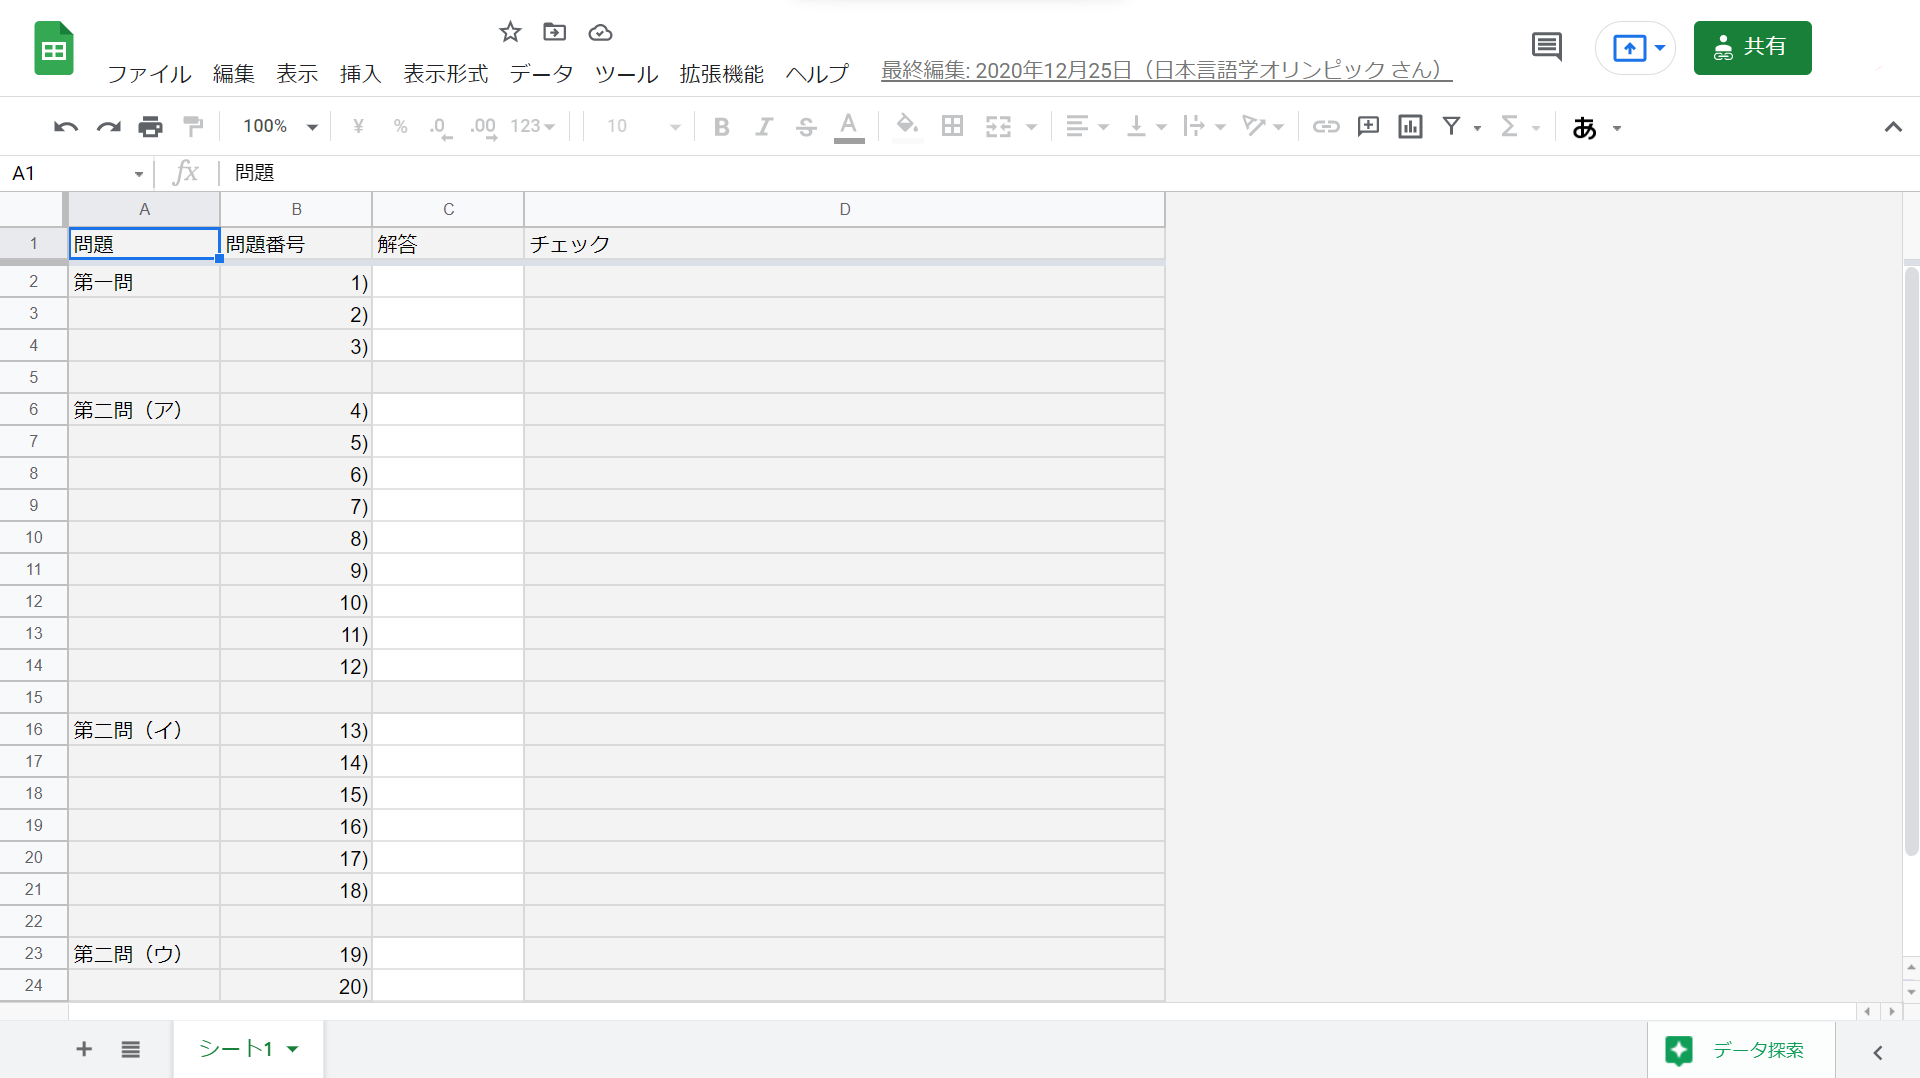 ファイル 編集 表示 挿入 表示形式 データ ツール 拡張機能 ヘルプ 最終編集: 2020年12月25日（日本言語学オリンピック さん）
共有
100% ¥ % .0 .00 123 10 B I S A あ
A1 fx 問題
A B C D
1 問題 問題番号 解答 チェック
2 第一問 1)
3 2)
4 3)
5
6 第二問（ア） 4)
7 5)
8 6)
9 7)
10 8)
11 9)
12 10)
13 11)
14 12)
15
16 第二問（イ） 13)
17 14)
18 15)
19 16)
20 17)
21 18)
22
23 第二問（ウ） 19)
24 20)
シート1 データ探索